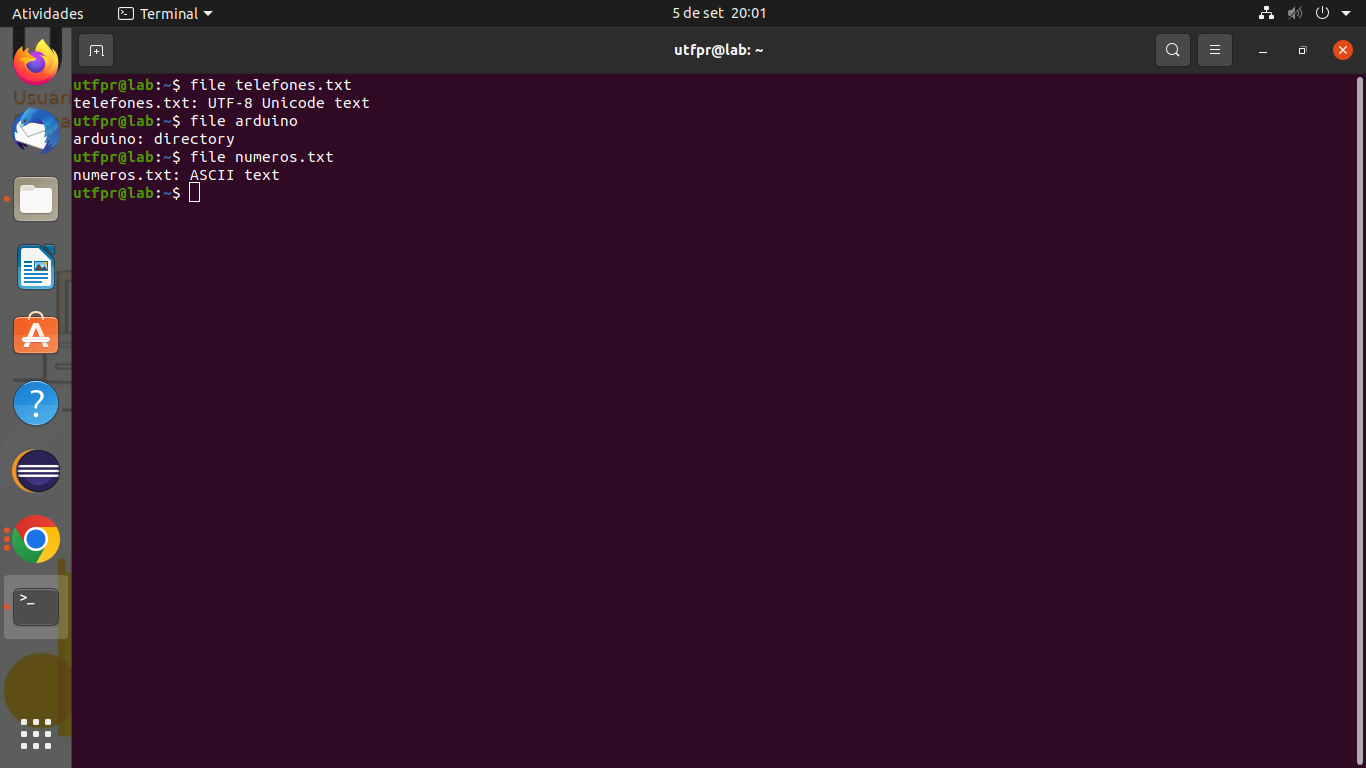 Atividades
Terminal
5 de set 20:01
utfpr@lab: ~
Usuári
utfpr@lab:~$ file telefones.txt
telefones.txt: UTF-8 Unicode text
utfpr@lab:~$ file arduino
arduino: directory
utfpr@lab:~$ file numeros.txt
numeros.txt: ASCII text
utfpr@lab:~$